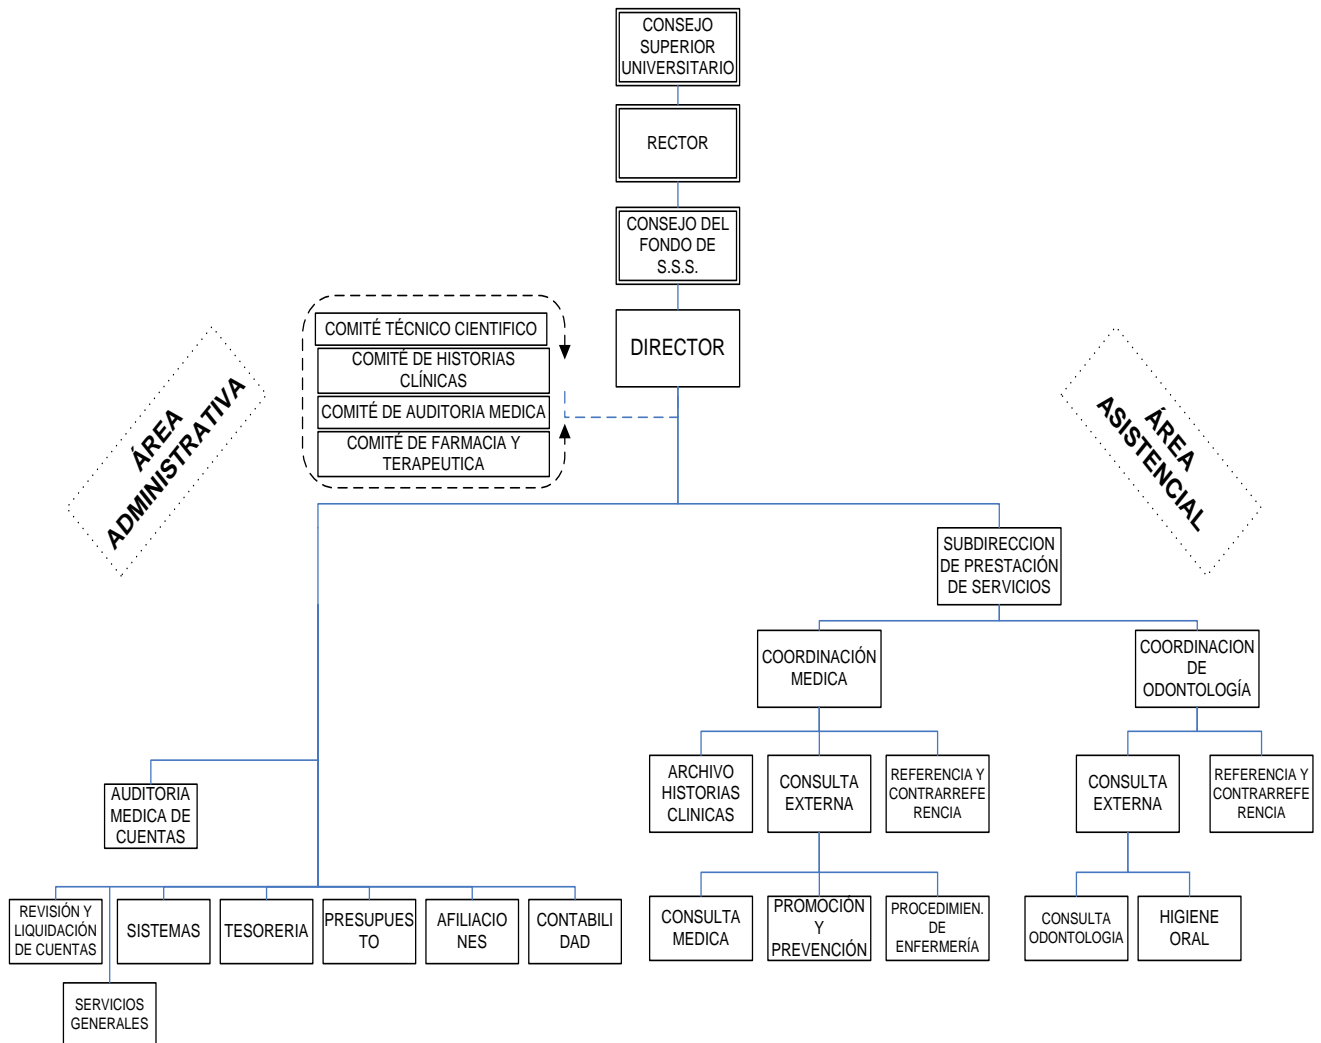 CONSEJO
SUPERIOR
UNIVERSITARIO
RECTOR
CONSEJO DEL
FONDO DE
S.S.S.
DIRECTOR
COMITÉ TÉCNICO CIENTIFICO
COMITÉ DE HISTORIAS
CLÍNICAS
COMITÉ DE AUDITORIA MEDICA
COMITÉ DE FARMACIA Y
TERAPEUTICA
ÁREA
ADMINISTRATIVA
ÁREA
ASISTENCIAL
SUBDIRECCION
DE PRESTACIÓN
DE SERVICIOS
COORDINACIÓN
MEDICA
COORDINACION
DE
ODONTOLOGÍA
ARCHIVO
HISTORIAS
CLINICAS
CONSULTA
EXTERNA
REFERENCIA Y
CONTRARREFE
RENCIA
CONSULTA
EXTERNA
REFERENCIA Y
CONTRARREFE
RENCIA
AUDITORIA
MEDICA DE
CUENTAS
REVISIÓN Y
LIQUIDACIÓN
DE CUENTAS
SISTEMAS
TESORERIA
PRESUPUES
TO
AFILIACIO
NES
CONTABILI
DAD
CONSULTA
MEDICA
PROMOCIÓN
Y
PREVENCIÓN
PROCEDIMIEN.
DE
ENFERMERÍA
CONSULTA
ODONTOLOGIA
HIGIENE
ORAL
SERVICIOS
GENERALES